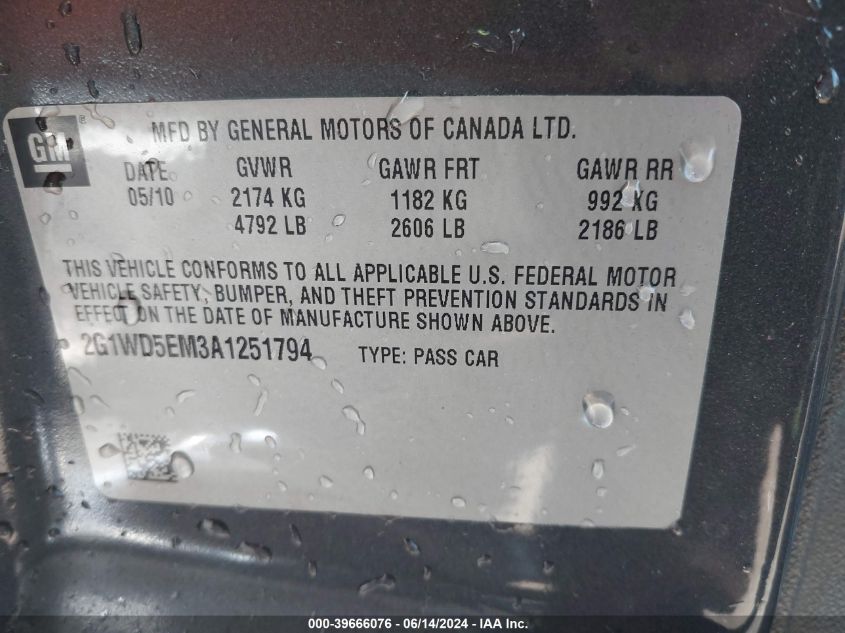 GM ®
MFD BY GENERAL MOTORS OF CANADA LTD.
DATE GVWR GAWR FRT GAWR RR
05/10 2174 KG 1182 KG 992 KG
4792 LB 2606 LB 2186 LB
THIS VEHICLE CONFORMS TO ALL APPLICABLE U.S. FEDERAL MOTOR
VEHICLE SAFETY, BUMPER, AND THEFT PREVENTION STANDARDS IN
EFFECT ON THE DATE OF MANUFACTURE SHOWN ABOVE.
2G1WD5EM3A1251794 TYPE: PASS CAR
000-39666076 - 06/14/2024 - IAA Inc.